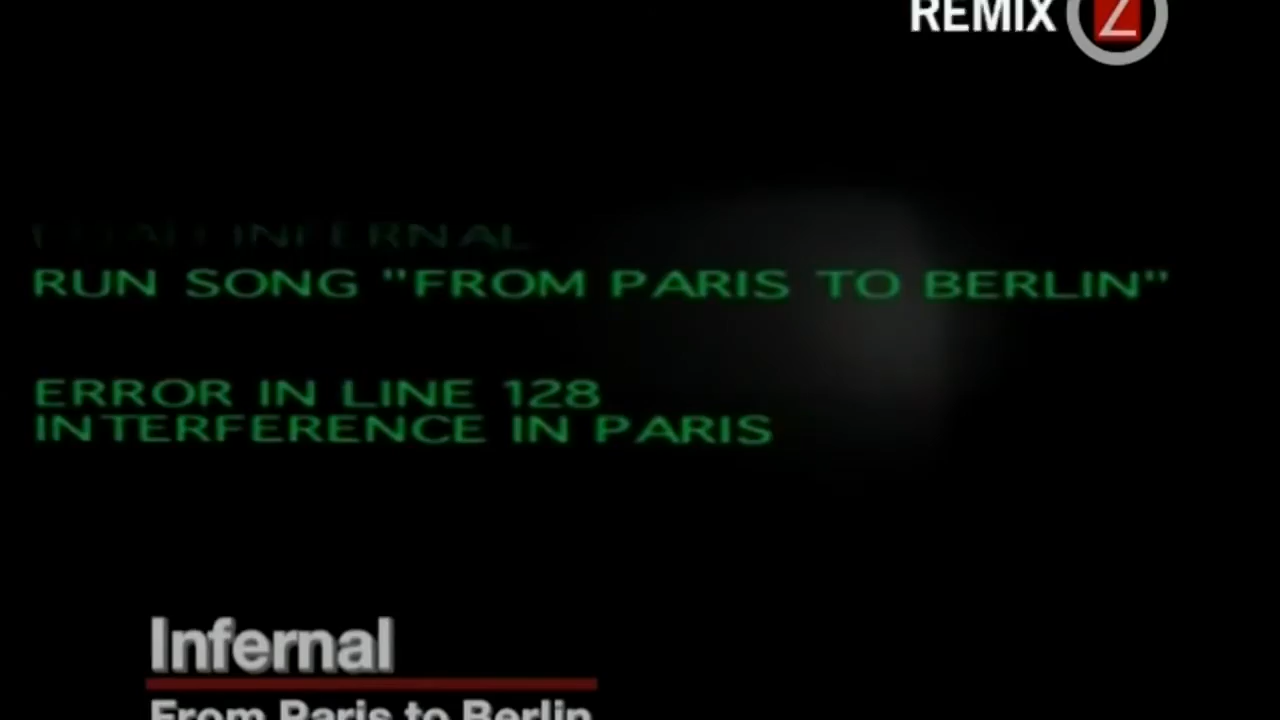 REMIX Z
INFERNAL
RUN SONG "FROM PARIS TO BERLIN"
ERROR IN LINE 128
INTERFERENCE IN PARIS
Infernal
From Paris to Berlin